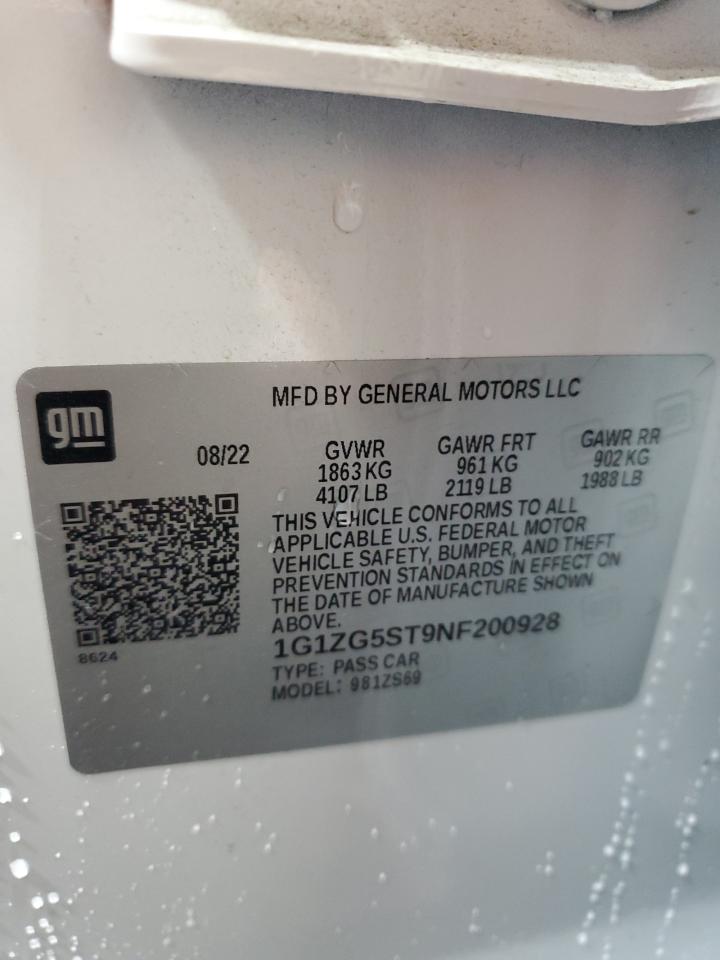 gm
MFD BY GENERAL MOTORS LLC
08/22
GVWR
1863 KG
4107 LB
GAWR FRT
961 KG
2119 LB
GAWR RR
902 KG
1988 LB
THIS VEHICLE CONFORMS TO ALL
APPLICABLE U.S. FEDERAL MOTOR
VEHICLE SAFETY, BUMPER, AND THEFT
PREVENTION STANDARDS IN EFFECT ON
THE DATE OF MANUFACTURE SHOWN
ABOVE.
8624
1G1ZG5ST9NF200928
TYPE: PASS CAR
MODEL: 981ZS69